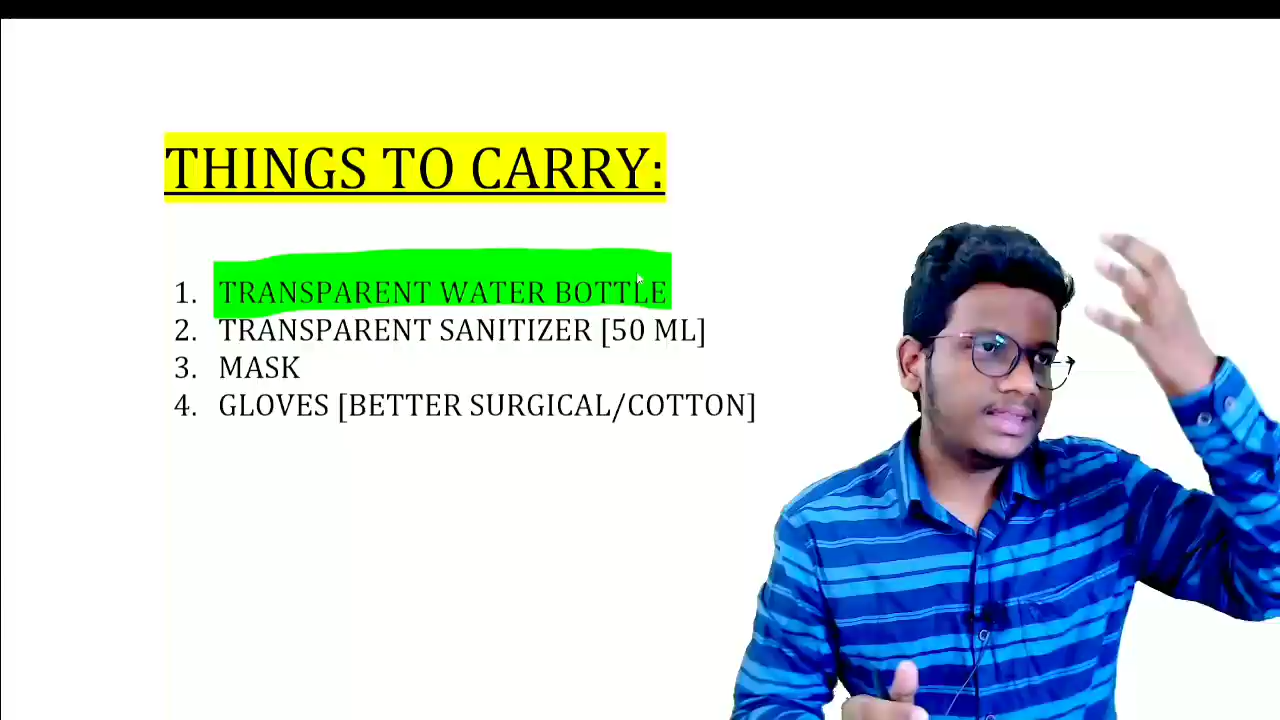 THINGS TO CARRY:
1. TRANSPARENT WATER BOTTLE
2. TRANSPARENT SANITIZER [50 ML]
3. MASK
4. GLOVES [BETTER SURGICAL/COTTON]